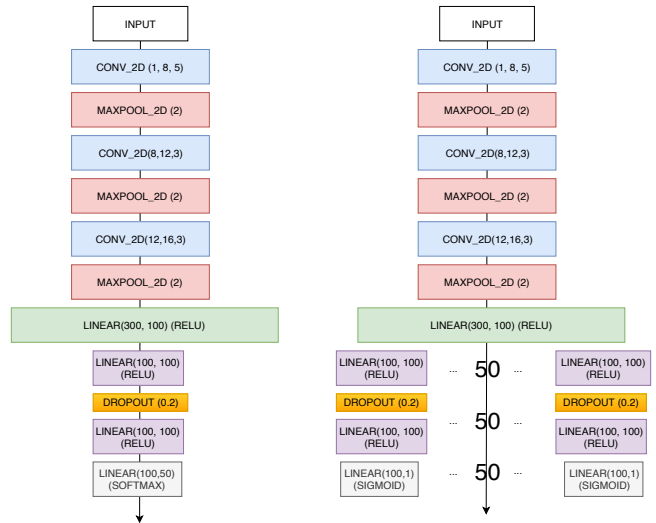 INPUT
CONV_2D (1, 8, 5)
MAXPOOL_2D (2)
CONV_2D(8,12,3)
MAXPOOL_2D (2)
CONV_2D(12,16,3)
MAXPOOL_2D (2)
LINEAR(300, 100) (RELU)
LINEAR(100, 100)
(RELU)
DROPOUT (0.2)
LINEAR(100, 100)
(RELU)
LINEAR(100,50)
(SOFTMAX)
INPUT
CONV_2D (1, 8, 5)
MAXPOOL_2D (2)
CONV_2D(8,12,3)
MAXPOOL_2D (2)
CONV_2D(12,16,3)
MAXPOOL_2D (2)
LINEAR(300, 100) (RELU)
LINEAR(100, 100)
(RELU)
... 50 ...
LINEAR(100, 100)
(RELU)
DROPOUT (0.2)
DROPOUT (0.2)
LINEAR(100, 100)
(RELU)
... 50 ...
LINEAR(100, 100)
(RELU)
LINEAR(100,1)
(SIGMOID)
... 50 ...
LINEAR(100,1)
(SIGMOID)